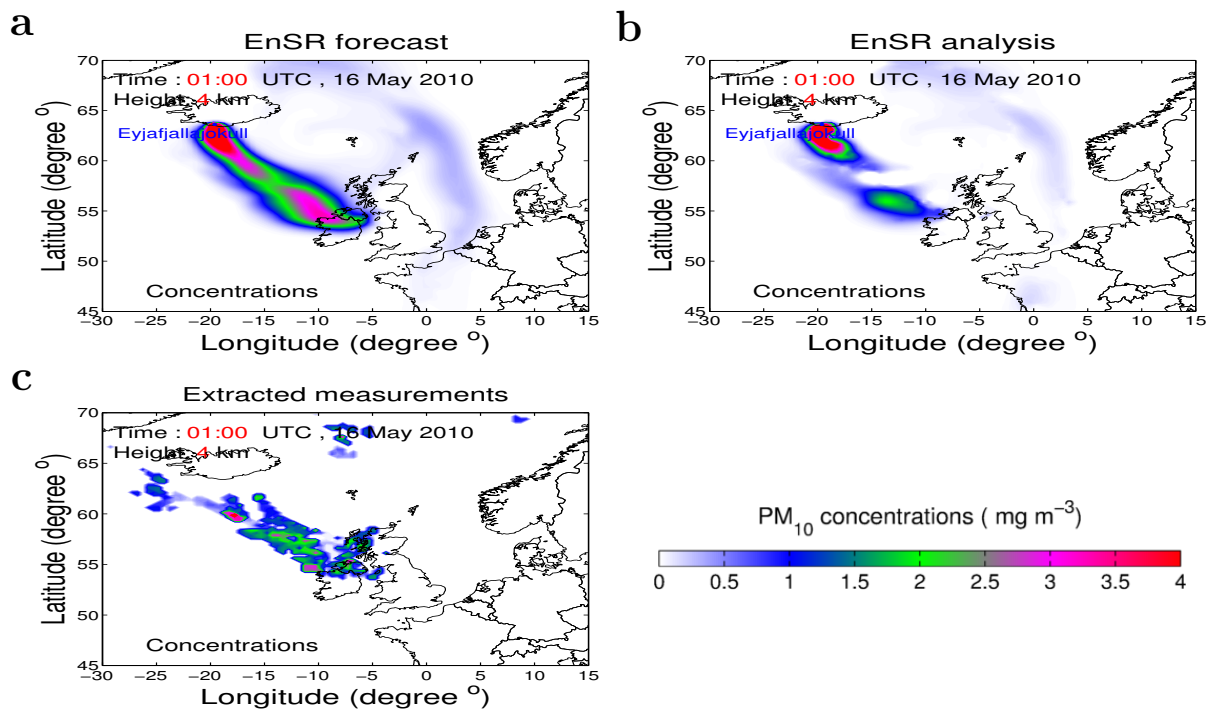 a
EnSR forecast
Time : 01:00 UTC , 16 May 2010
Height 4 km
Eyjafjallajokull
Concentrations
70
65
60
55
50
45
Latitude (degree °)
−30 −25 −20 −15 −10 −5 0 5 10 15
Longitude (degree °)
b
EnSR analysis
Time : 01:00 UTC , 16 May 2010
Height 4 km
Eyjafjallajokull
Concentrations
70
65
60
55
50
45
Latitude (degree °)
−30 −25 −20 −15 −10 −5 0 5 10 15
Longitude (degree °)
c
Extracted measurements
Time : 01:00 UTC , 16 May 2010
Height 4 km
Concentrations
70
65
60
55
50
45
Latitude (degree °)
−30 −25 −20 −15 −10 −5 0 5 10 15
Longitude (degree °)
PM₁₀ concentrations ( mg m⁻³)
0 0.5 1 1.5 2 2.5 3 3.5 4